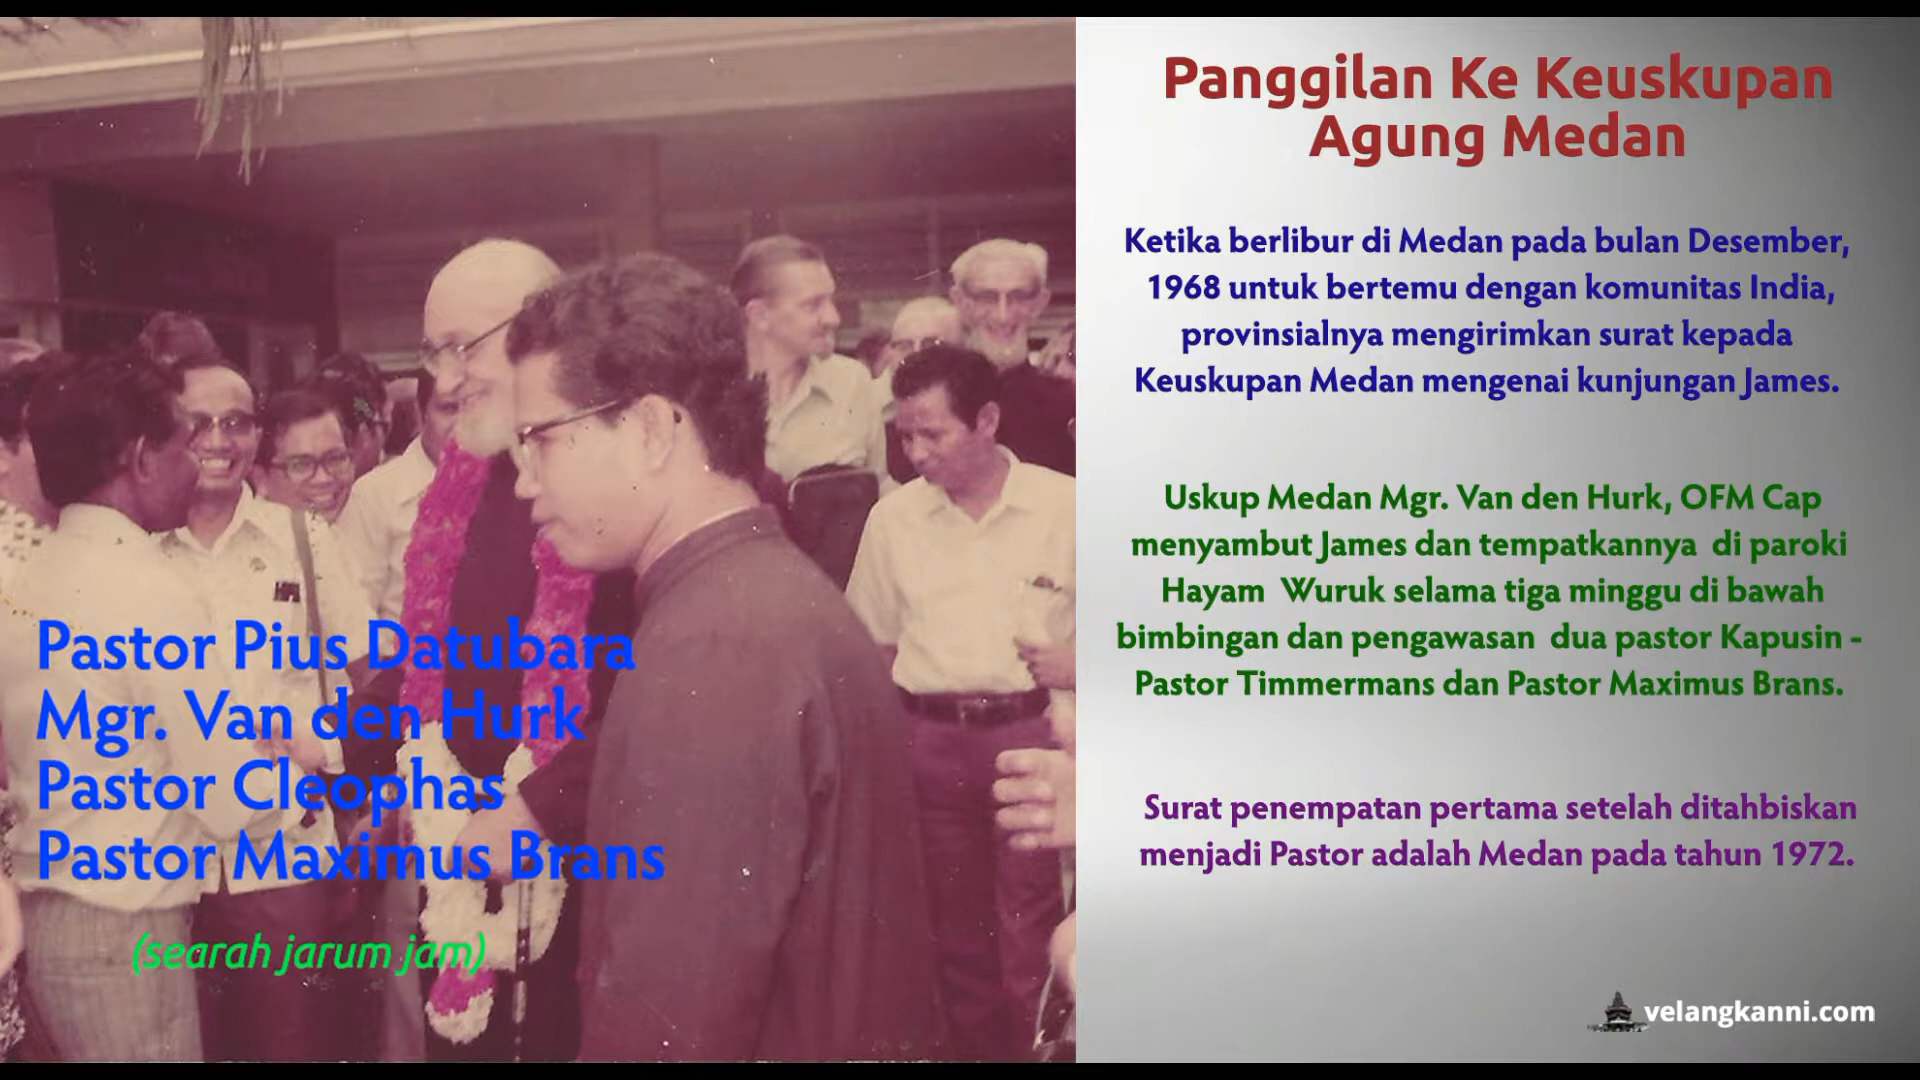 Pastor Pius Datubara
Mgr. Van den Hurk
Pastor Cleophas
Pastor Maximus Brans
(searah jarum jam)
Panggilan Ke Keuskupan
Agung Medan
Ketika berlibur di Medan pada bulan Desember,
1968 untuk bertemu dengan komunitas India,
provinsialnya mengirimkan surat kepada
Keuskupan Medan mengenai kunjungan James.
Uskup Medan Mgr. Van den Hurk, OFM Cap
menyambut James dan tempatkannya di paroki
Hayam Wuruk selama tiga minggu di bawah
bimbingan dan pengawasan dua pastor Kapusin -
Pastor Timmermans dan Pastor Maximus Brans.
Surat penempatan pertama setelah ditahbiskan
menjadi Pastor adalah Medan pada tahun 1972.
velangkanni.com